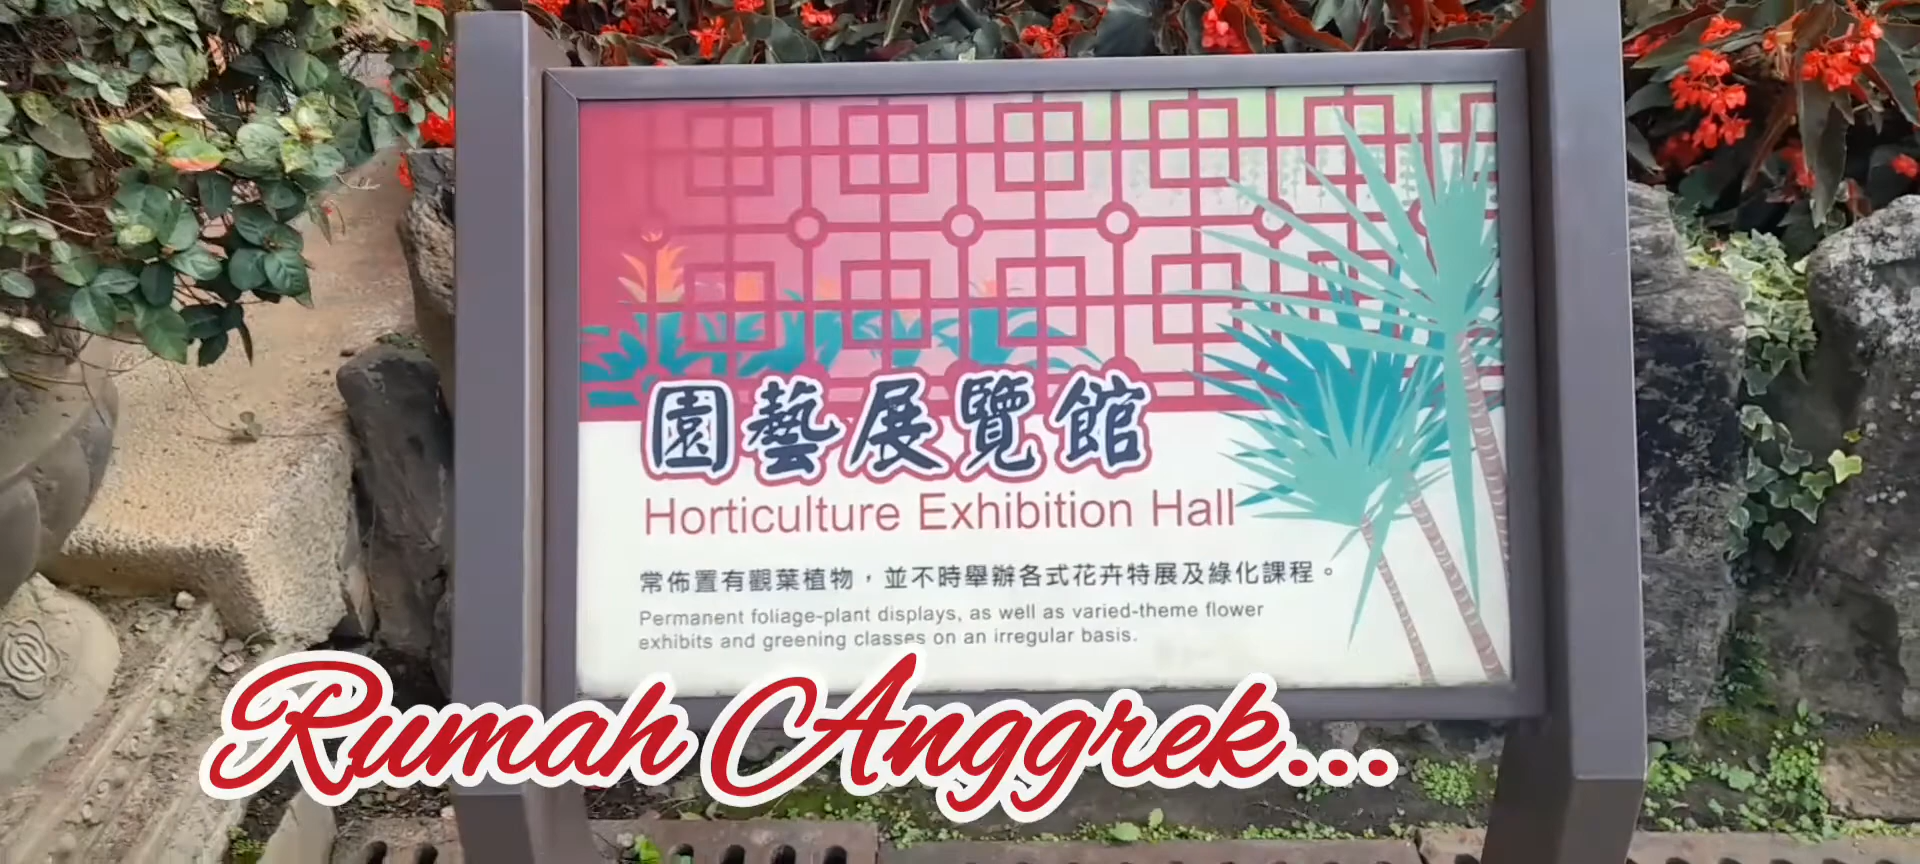 園藝展覽館
Horticulture Exhibition Hall
常佈置有觀葉植物，並不時舉辦各式花卉特展及綠化課程。
Permanent foliage-plant displays, as well as varied-theme flower
exhibits and greening classes on an irregular basis.
Rumah Anggrek...